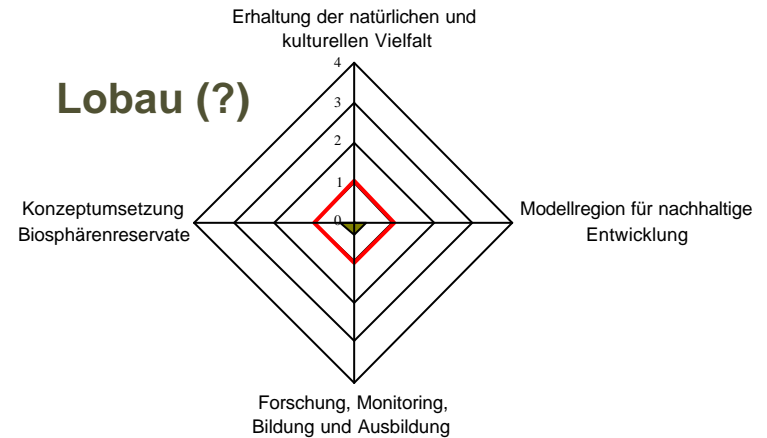 Erhaltung der natürlichen und
kulturellen Vielfalt
Lobau (?)
4
3
2
1
0
Konzeptumsetzung
Biosphärenreservate
Modellregion für nachhaltige
Entwicklung
Forschung, Monitoring,
Bildung und Ausbildung